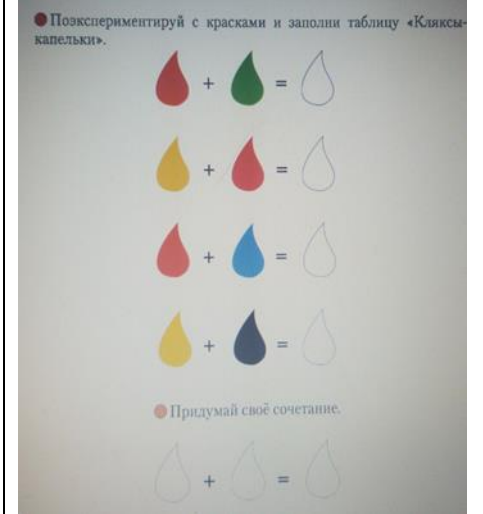 Поэкспериментируй с красками и заполни таблицу «Кляксы-
капельки».
+ =
+ =
+ =
+ =
Придумай своё сочетание.
+ =